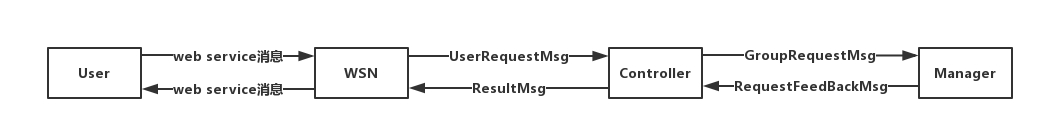 web service消息
UserRequestMsg
GroupRequestMsg
User
WSN
Controller
Manager
web service消息
ResultMsg
RequestFeedBackMsg